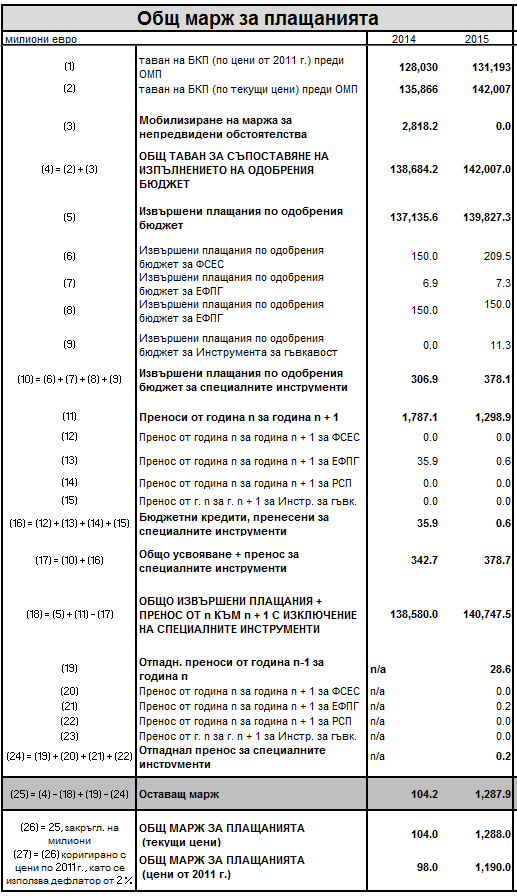 Общ марж за плащанията
милиони евро 2014 2015
(1) таван на БКП (по цени от 2011 г.) преди ОМП 128,030 131,193
(2) таван на БКП (по текущи цени) преди ОМП 135,866 142,007
(3) Мобилизиране на маржа за непредвидени обстоятелства 2,818.2 0.0
(4) = (2) + (3) ОБЩ ТАВАН ЗА СЪПОСТАВЯНЕ НА ИЗПЪЛНЕНИЕТО НА ОДОБРЕНИЯ БЮДЖЕТ 138,684.2 142,007.0
(5) Извършени плащания по одобрения бюджет 137,135.6 139,827.3
(6) Извършени плащания по одобрения бюджет за ФСЕС 150.0 209.5
(7) Извършени плащания по одобрения бюджет за ЕФПГ 6.9 7.3
(8) Извършени плащания по одобрения бюджет за ЕФПГ 150.0 150.0
(9) Извършени плащания по одобрения бюджет за Инструмента за гъвкавост 0.0 11.3
(10) = (6) + (7) + (8) + (9) Извършени плащания по одобрения бюджет за специалните инструменти 306.9 378.1
(11) Преноси от година n за година n + 1 1,787.1 1,298.9
(12) Пренос от година n за година n + 1 за ФСЕС 0.0 0.0
(13) Пренос от година n за година n + 1 за ЕФПГ 35.9 0.6
(14) Пренос от година n за година n + 1 за РСП 0.0 0.0
(15) Пренос от г. n за г. n + 1 за Инстр. за гъвк. 0.0 0.0
(16) = (12) + (13) + (14) + (15) Бюджетни кредити, пренесени за специалните инструменти 35.9 0.6
(17) = (10) + (16) Общо усвояване + пренос за специалните инструменти 342.7 378.7
(18) = (5) + (11) – (17) ОБЩО ИЗВЪРШЕНИ ПЛАЩАНИЯ + ПРЕНОС ОТ n КЪМ n + 1 С ИЗКЛЮЧЕНИЕ НА СПЕЦИАЛНИТЕ ИНСТРУМЕНТИ 138,580.0 140,747.5
(19) Отпадн. преноси от година n-1 за година n n/a 28.6
(20) Пренос от година n за година n + 1 за ФСЕС n/a 0.0
(21) Пренос от година n за година n + 1 за ЕФПГ n/a 0.2
(22) Пренос от година n за година n + 1 за РСП n/a 0.0
(23) Пренос от г. n за г. n + 1 за Инстр. за гъвк. n/a 0.0
(24) = (19) + (20) + (21) + (22) Отпаднал пренос за специалните инстоументи n/a 0.2
(25) = (4) – (18) + (19) – (24) Оставащ марж 104.2 1,287.9
(26) = 25, закръгл. на милиони ОБЩ МАРЖ ЗА ПЛАЩАНИЯТА (текущи цени) 104.0 1,288.0
(27) = (26) коригирано с цени по 2011 г., като се използва дефлатор от 2 % ОБЩ МАРЖ ЗА ПЛАЩАНИЯТА (цени от 2011 г.) 98.0 1,190.0